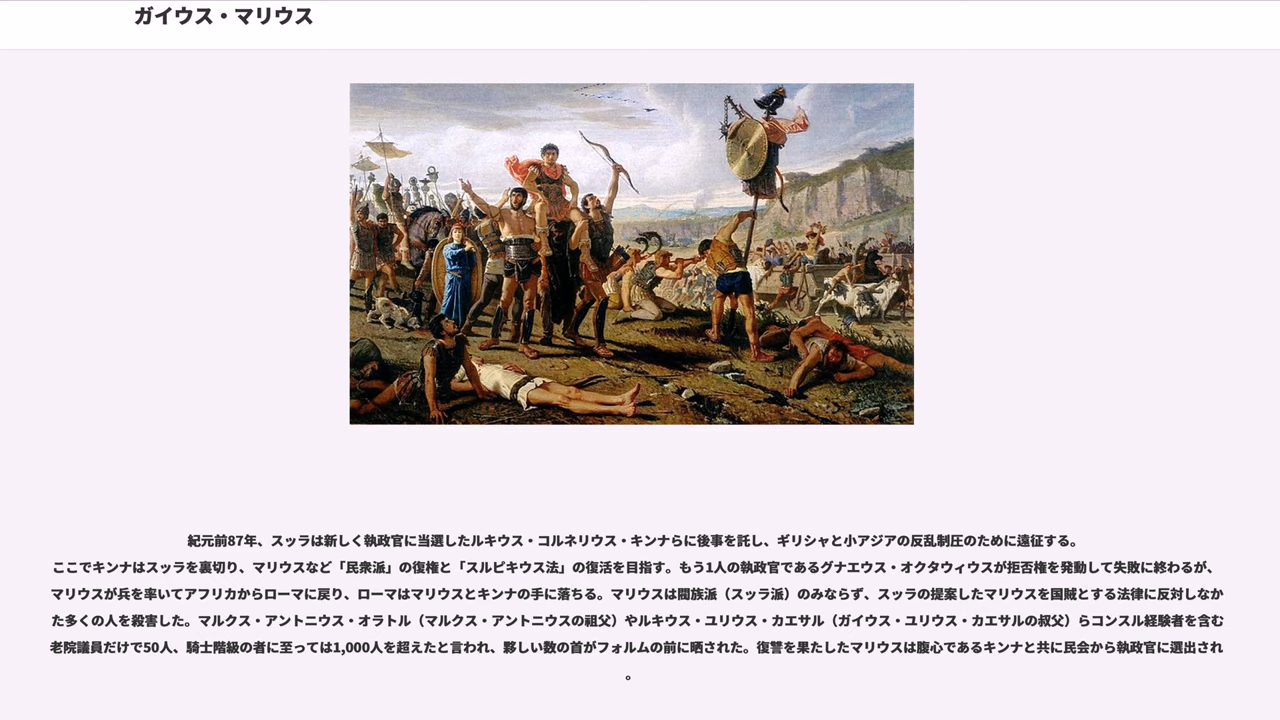 ガイウス・マリウス
紀元前87年、スッラは新しく執政官に当選したルキウス・コルネリウス・キンナらに後事を託し、ギリシャと小アジアの反乱制圧のために遠征する。
ここでキンナはスッラを裏切り、マリウスなど「民衆派」の復権と「スルピキウス法」の復活を目指す。もう1人の執政官であるグナエウス・オクタウィウスが拒否権を発動して失敗に終わるが、
マリウスが兵を率いてアフリカからローマに戻り、ローマはマリウスとキンナの手に落ちる。マリウスは閥族派（スッラ派）のみならず、スッラの提案したマリウスを国賊とする法律に反対しなか
た多くの人を殺害した。マルクス・アントニウス・オラトル（マルクス・アントニウスの祖父）やルキウス・ユリウス・カエサル（ガイウス・ユリウス・カエサルの叔父）らコンスル経験者を含む
老院議員だけで50人、騎士階級の者に至っては1,000人を超えたと言われ、夥しい数の首がフォルムの前に晒された。復讐を果たしたマリウスは腹心であるキンナと共に民会から執政官に選出され
。